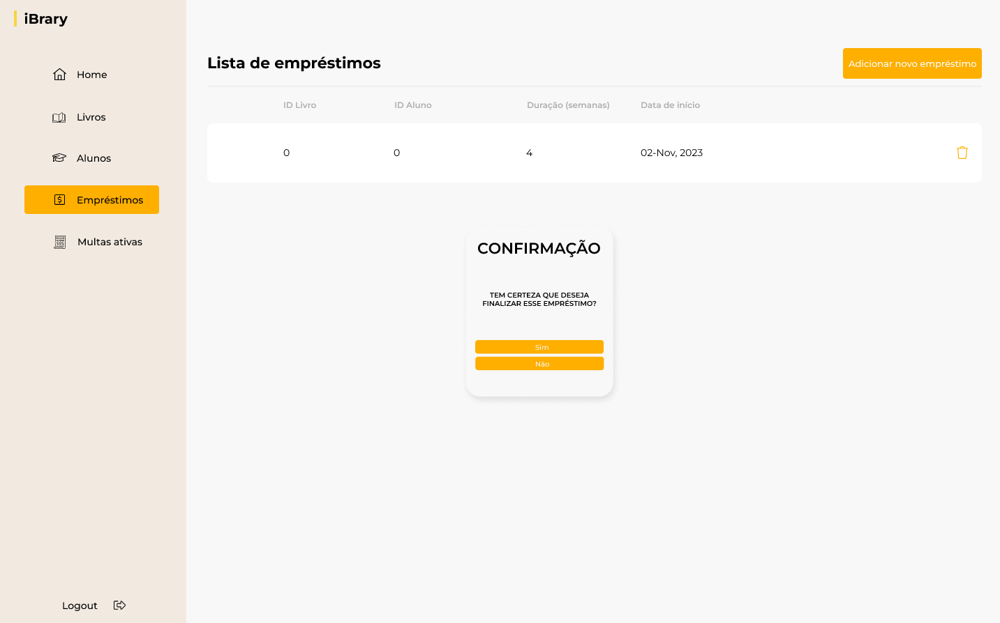 iBrary
Home
Livros
Alunos
Empréstimos
Multas ativas
Logout
Lista de empréstimos
Adicionar novo empréstimo
ID Livro ID Aluno Duração (semanas) Data de início
0 0 4 02-Nov, 2023
CONFIRMAÇÃO
TEM CERTEZA QUE DESEJA
FINALIZAR ESSE EMPRÉSTIMO?
Sim
Não